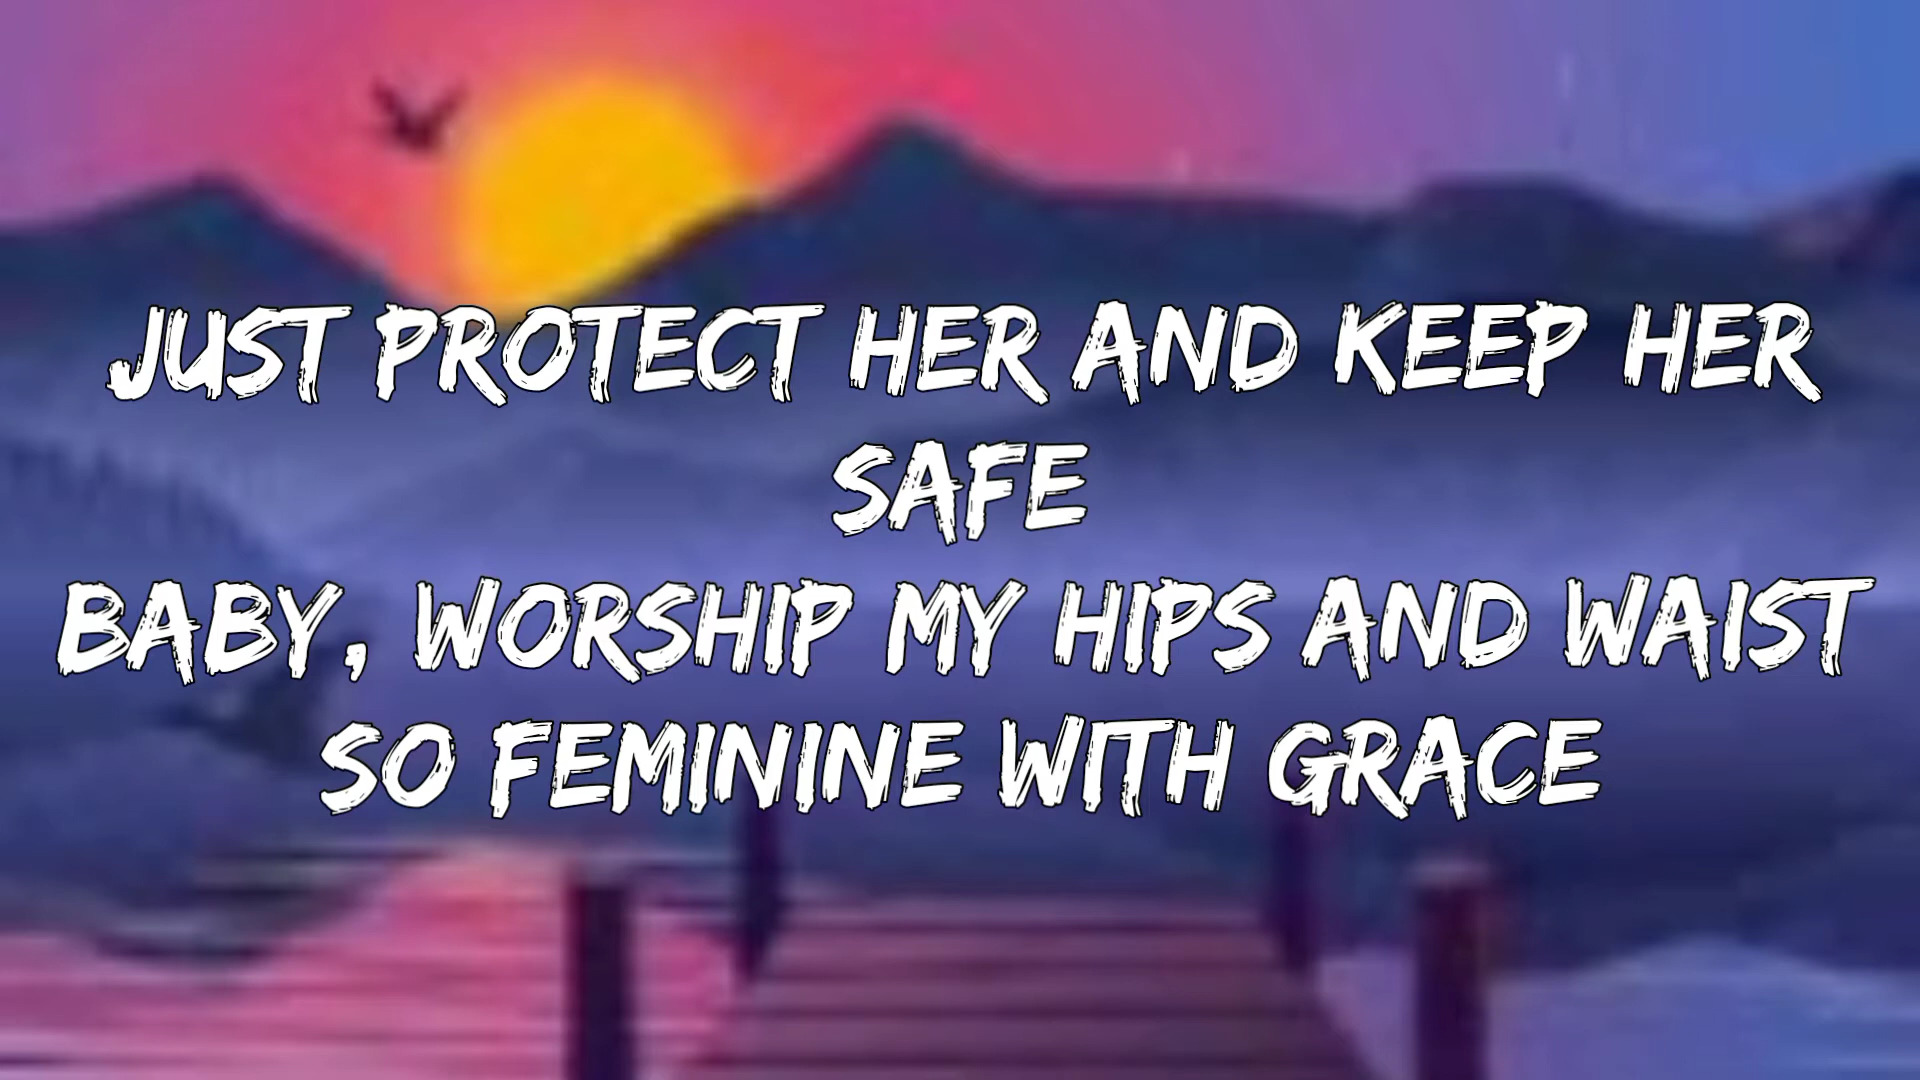 JUST PROTECT HER AND KEEP HER
SAFE
BABY, WORSHIP MY HIPS AND WAIST
SO FEMININE WITH GRACE